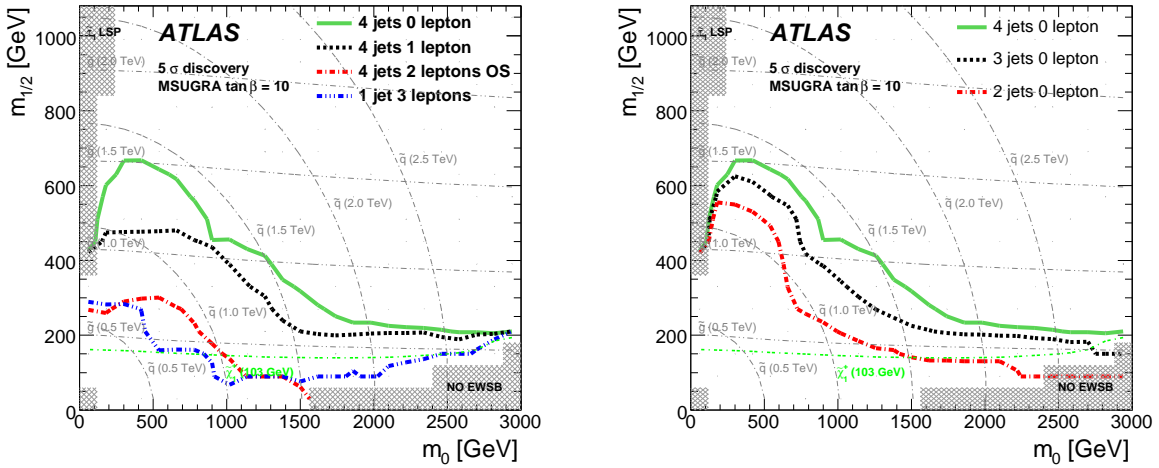 m1/2 [GeV]
1000
800
600
400
200
0
0 500 1000 1500 2000 2500 3000
m0 [GeV]
LSP
ATLAS
5 σ discovery
MSUGRA tan β = 10
4 jets 0 lepton
4 jets 1 lepton
4 jets 2 leptons OS
1 jet 3 leptons
g̃ (2.0 TeV)
q̃ (2.5 TeV)
g̃ (1.5 TeV)
q̃ (2.0 TeV)
q̃ (1.5 TeV)
g̃ (1.0 TeV)
q̃ (1.0 TeV)
g̃ (0.5 TeV)
q̃ (0.5 TeV)
(103 GeV)
NO EWSB
m1/2 [GeV]
1000
800
600
400
200
0
0 500 1000 1500 2000 2500 3000
m0 [GeV]
LSP
ATLAS
5 σ discovery
MSUGRA tan β = 10
4 jets 0 lepton
3 jets 0 lepton
2 jets 0 lepton
g̃ (2.0 TeV)
q̃ (2.5 TeV)
g̃ (1.5 TeV)
q̃ (2.0 TeV)
q̃ (1.5 TeV)
g̃ (1.0 TeV)
q̃ (1.0 TeV)
g̃ (0.5 TeV)
q̃ (0.5 TeV)
χ̃1+ (103 GeV)
NO EWSB